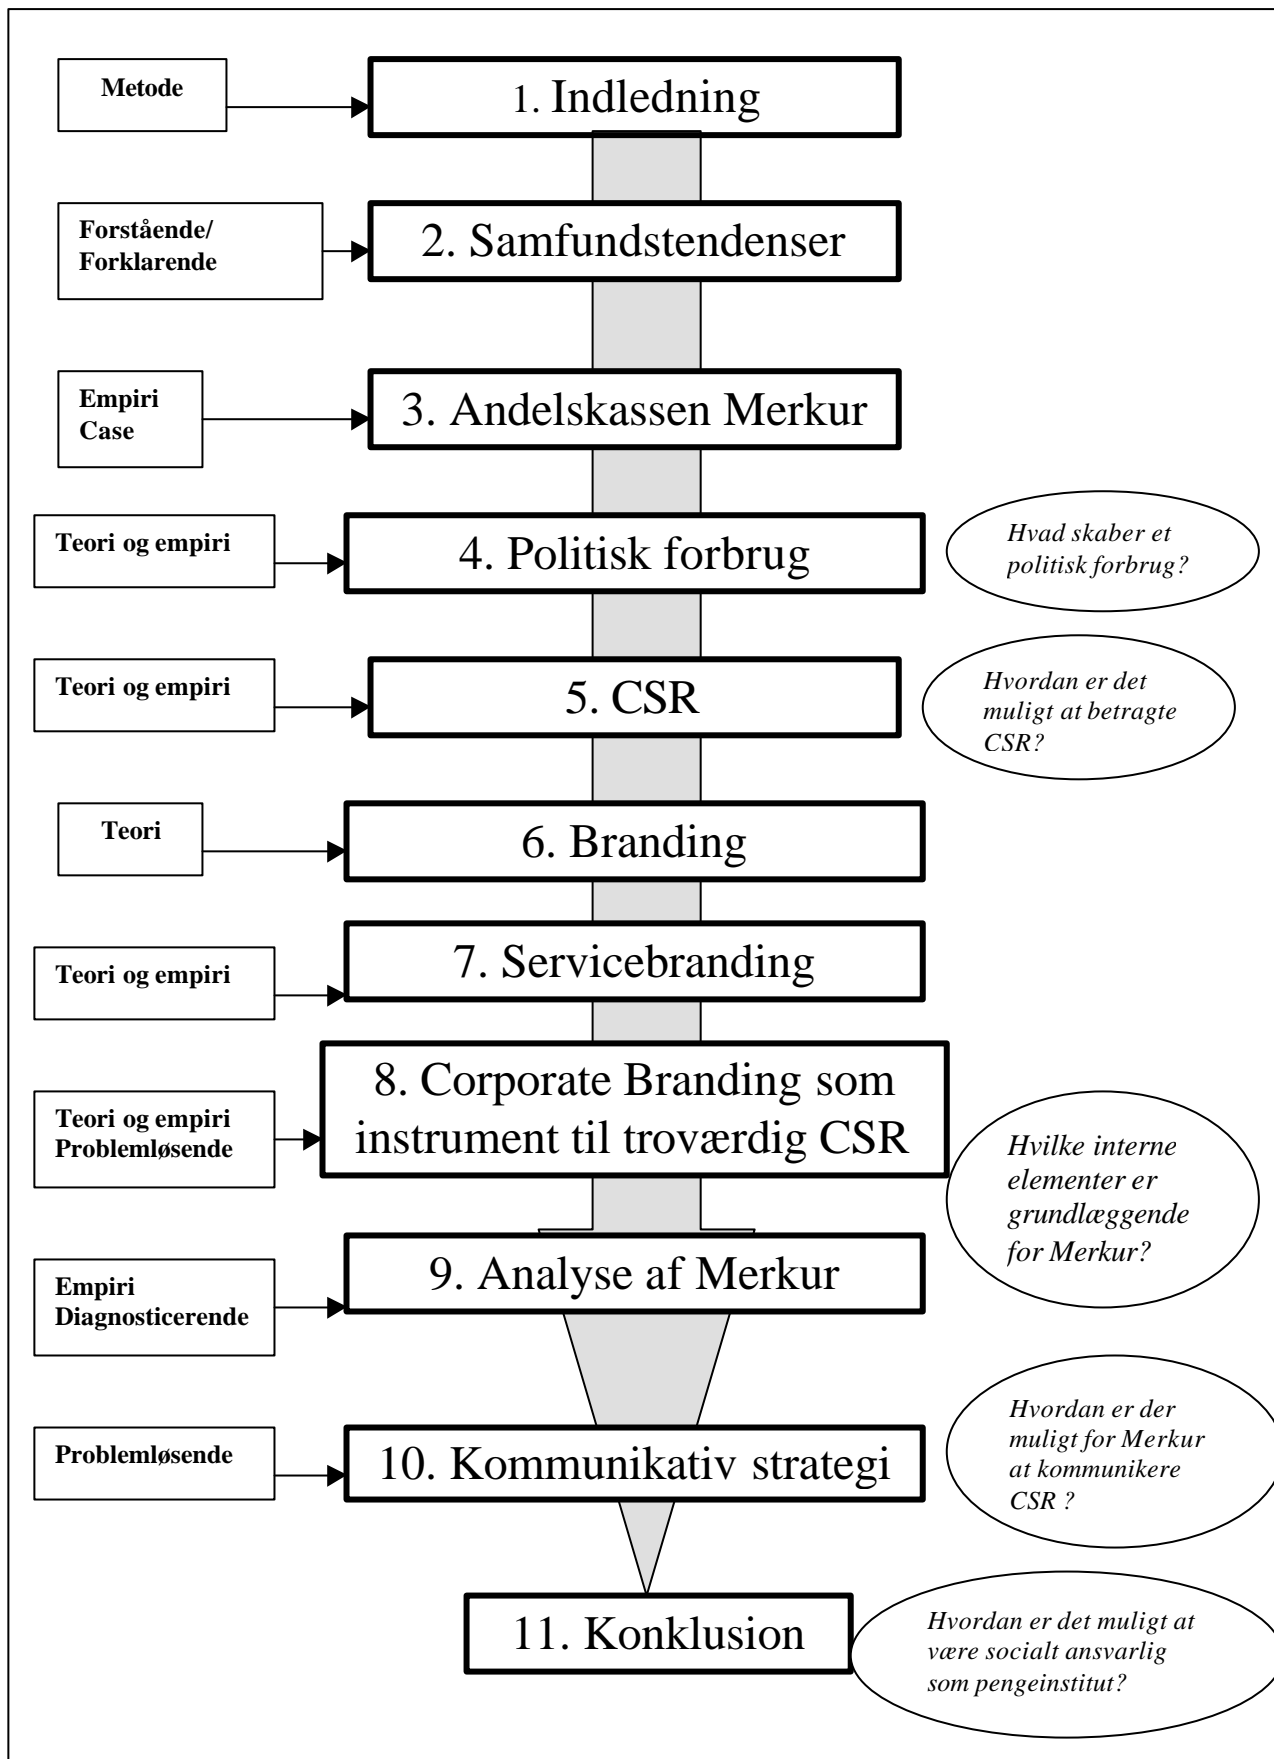 Metode
1. Indledning
Forstående/
Forklarende
2. Samfundstendenser
Empiri
Case
3. Andelskassen Merkur
Teori og empiri
4. Politisk forbrug
Hvad skaber et
politisk forbrug?
Teori og empiri
5. CSR
Hvordan er det
muligt at betragte
CSR?
Teori
6. Branding
Teori og empiri
7. Servicebranding
Teori og empiri
Problemløsende
8. Corporate Branding som
instrument til troværdig CSR
Hvilke interne
elementer er
grundlæggende
for Merkur?
Empiri
Diagnosticerende
9. Analyse af Merkur
Problemløsende
10. Kommunikativ strategi
Hvordan er der
muligt for Merkur
at kommunikere
CSR ?
11. Konklusion
Hvordan er det muligt at
være socialt ansvarlig
som pengeinstitut?